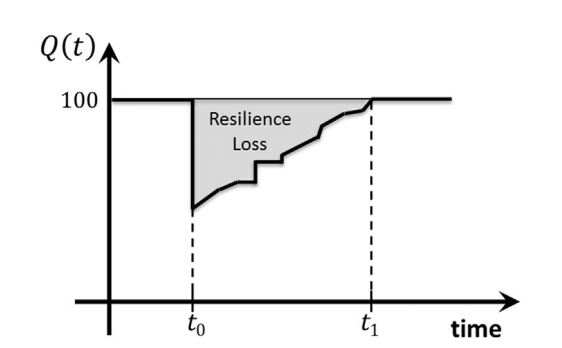 Q(t)
100
Resilience
Loss
t₀
t₁
time